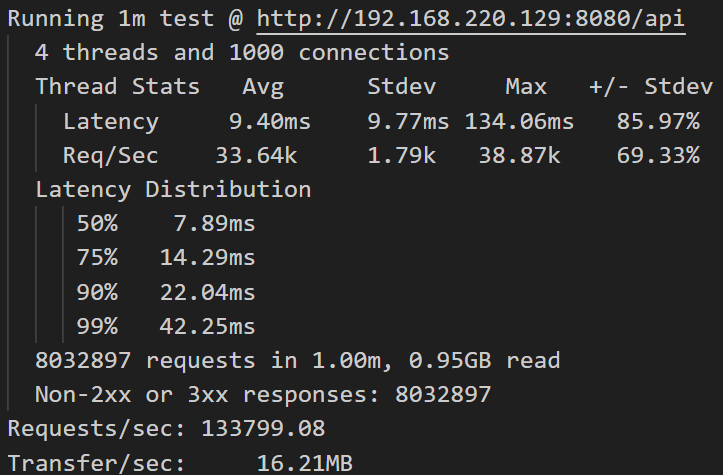 Running 1m test @ http://192.168.220.129:8080/api
4 threads and 1000 connections
Thread Stats   Avg      Stdev     Max   +/- Stdev
Latency     9.40ms    9.77ms 134.06ms   85.97%
Req/Sec    33.64k     1.79k   38.87k    69.33%
Latency Distribution
50%    7.89ms
75%   14.29ms
90%   22.04ms
99%   42.25ms
8032897 requests in 1.00m, 0.95GB read
Non-2xx or 3xx responses: 8032897
Requests/sec: 133799.08
Transfer/sec:     16.21MB